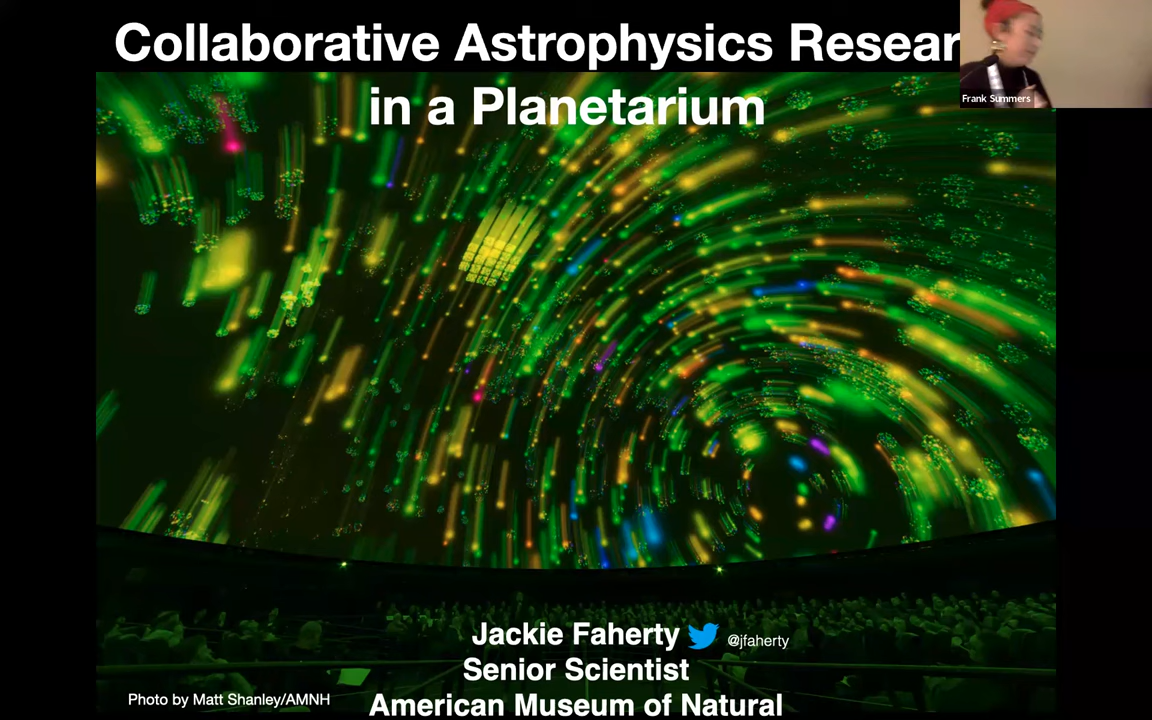 Collaborative Astrophysics Resear
Frank Summers
in a Planetarium
Jackie Faherty
@jfaherty
Senior Scientist
Photo by Matt Shanley/AMNH
American Museum of Natural